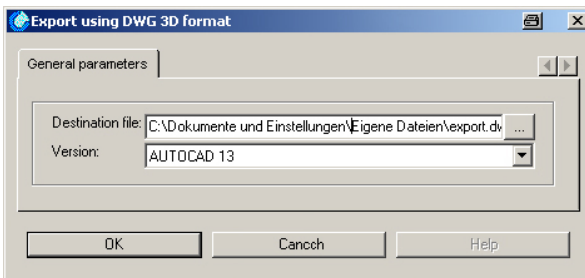 Export using DWG 3D format
General parameters
Destination file: C:\Dokumente und Einstellungen\Eigene Dateien\export.dw ...
Version: AUTOCAD 13
OK Cancch Help